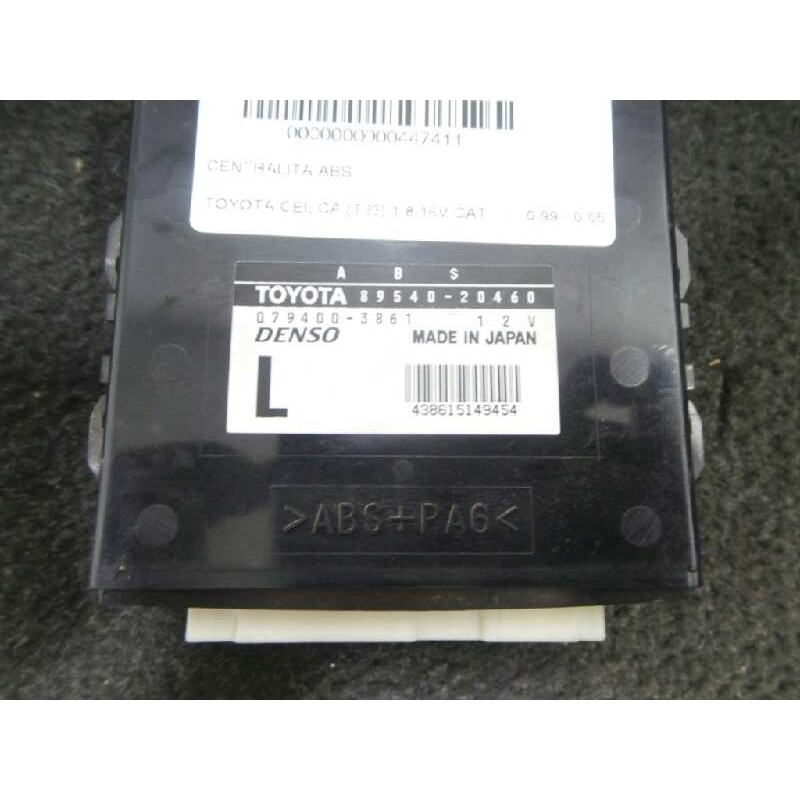 0000000000447411
CENTRALITA ABS
TOYOTA CELICA (T23) 1.8 16V CAT 0.99 - 0.05
A B S
TOYOTA 89540-20460
079400-3861 12V
DENSO MADE IN JAPAN
L
438615149454
>ABS+PA6<